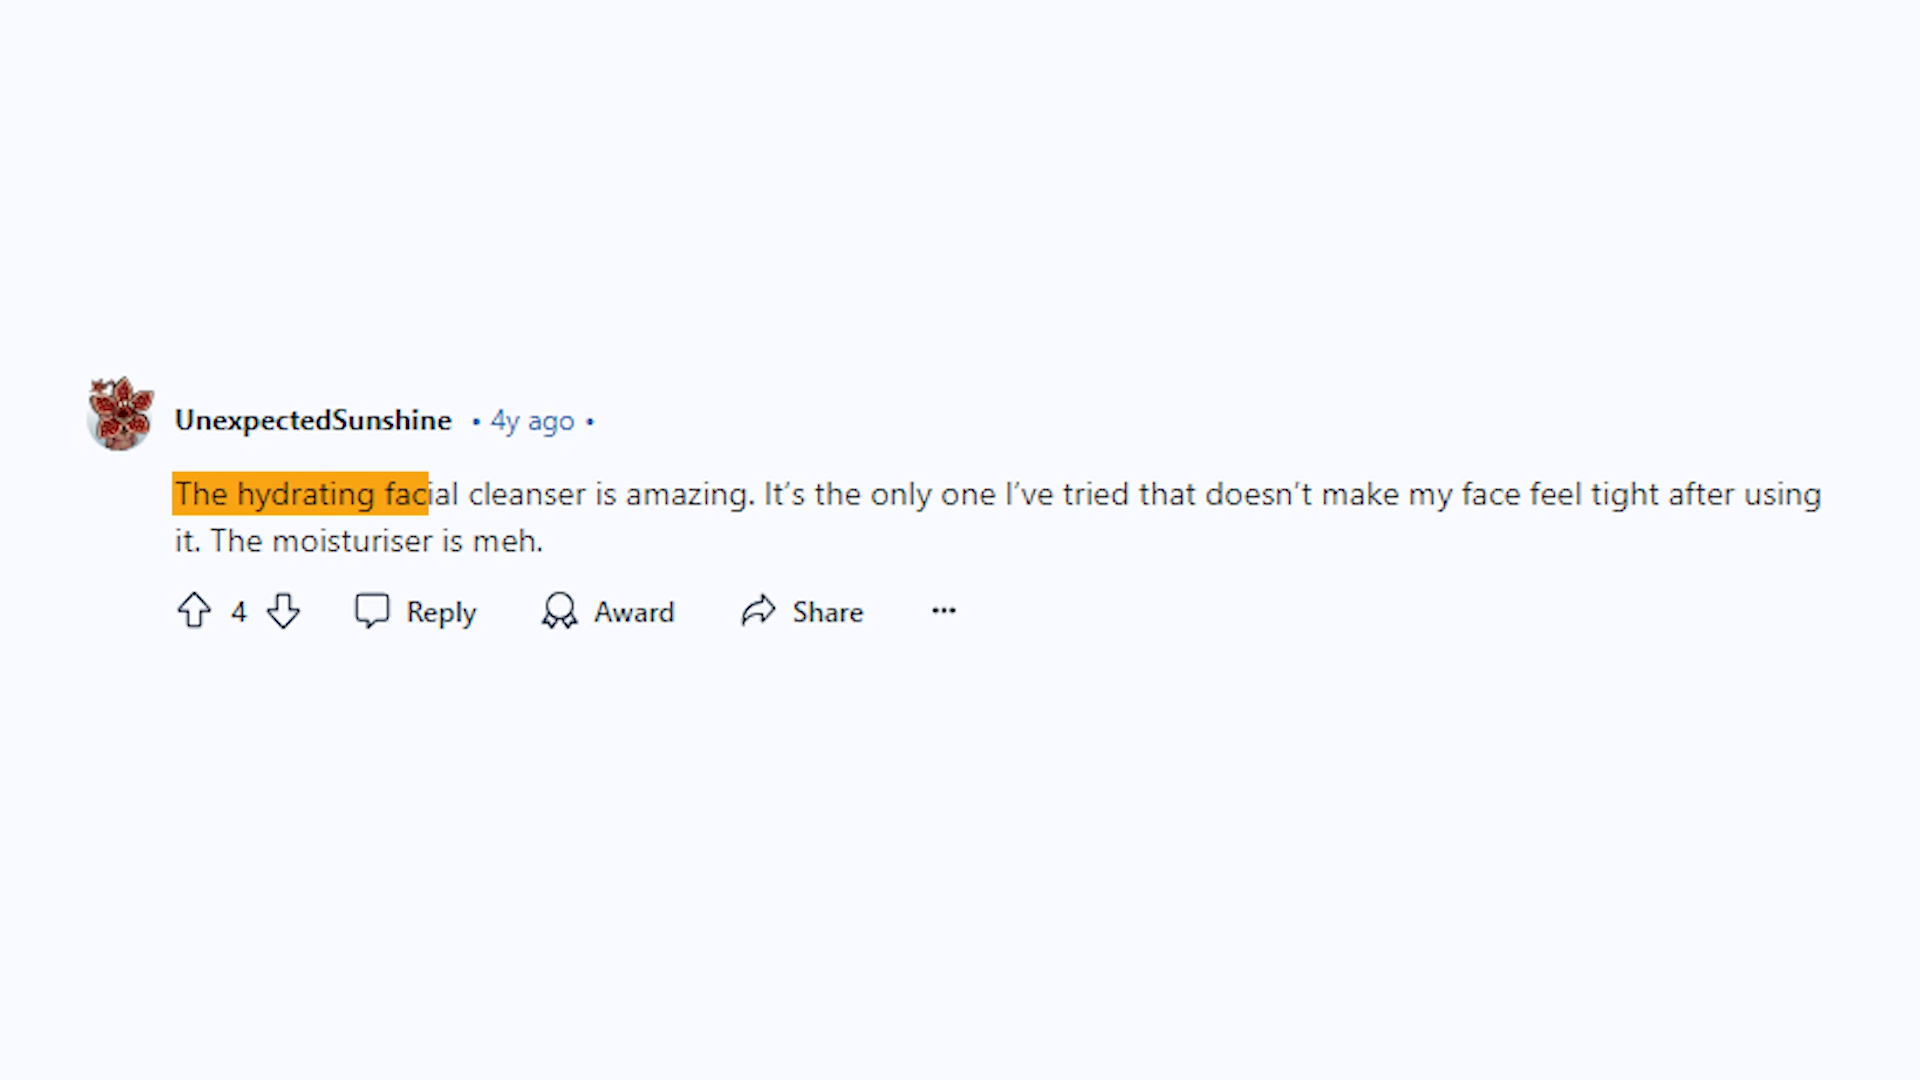 UnexpectedSunshine • 4y ago •
The hydrating facial cleanser is amazing. It’s the only one I’ve tried that doesn’t make my face feel tight after using
it. The moisturiser is meh.
4 Reply Award Share ...